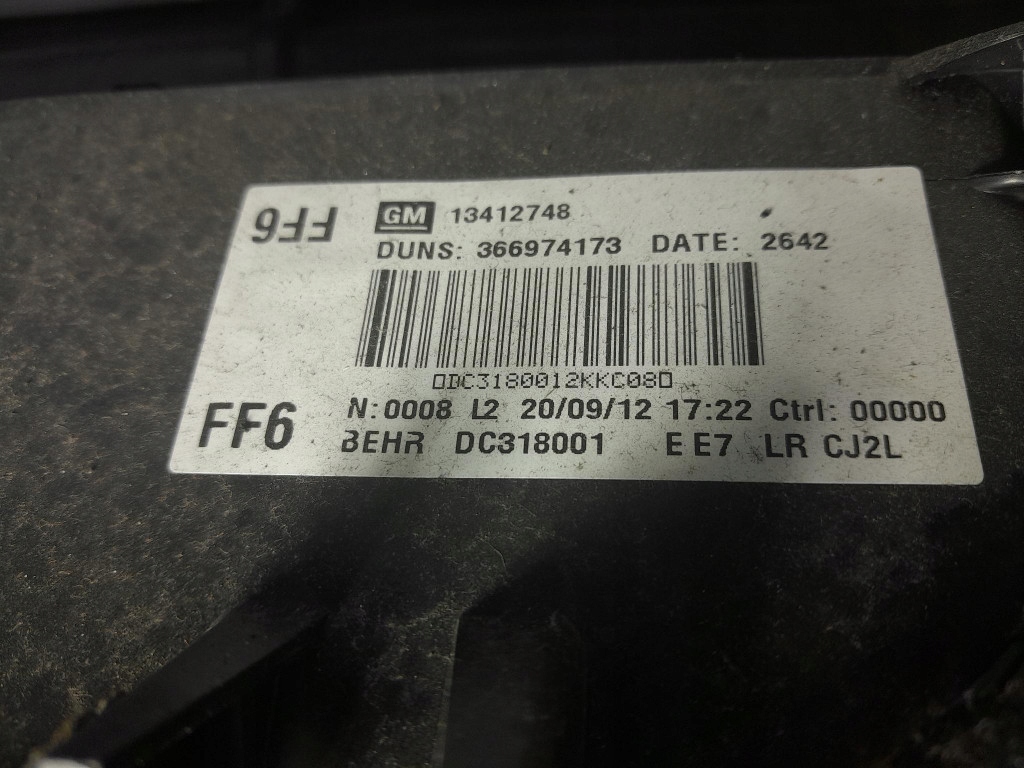 FF6
GM 13412748
DUNS: 366974173 DATE: 2642
DC3180012KKC08
FF6
N:0008 L2 20/09/12 17:22 Ctrl: 00000
BEHR DC318001 E E7 LR CJ2L